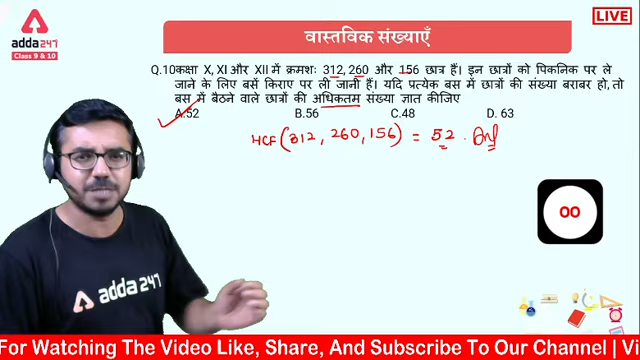 adda247
Class 9 & 10
वास्तविक संख्याएँ
LIVE
Q.10कक्षा X, XI और XII में क्रमशः 312, 260 और 156 छात्र हैं। इन छात्रों को पिकनिक पर ले
जाने के लिए बसें किराए पर ली जानी हैं। यदि प्रत्येक बस में छात्रों की संख्या बराबर हो, तो
बस में बैठने वाले छात्रों की अधिकतम संख्या ज्ञात कीजिए
A.52 B.56 C.48 D. 63
HCF(312, 260, 156) = 52. Ans
00
adda247
For Watching The Video Like, Share, And Subscribe To Our Channel | Vi